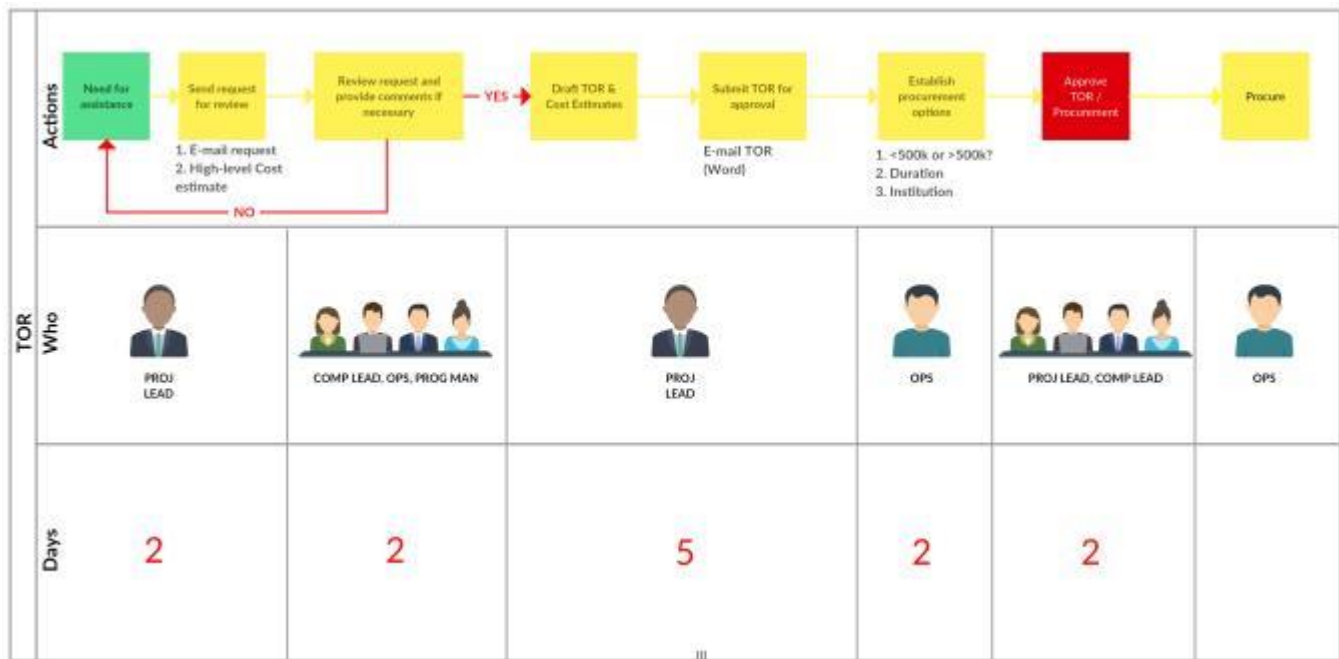 TOR
Actions
Need for
assistance
Send request
for review
1. E-mail request
2. High-level Cost
estimate
Review request and
provide comments if
necessary
YES
NO
Draft TOR &
Cost Estimates
Submit TOR for
approval
E-mail TOR
(Word)
Establish
procurement
options
1. <500k or >500k?
2. Duration
3. Institution
Approve
TOR /
Procurement
Procure
Who
PROJ
LEAD
COMP LEAD, OPS, PROG MAN
PROJ
LEAD
OPS
PROJ LEAD, COMP LEAD
OPS
Days
2
2
5
2
2